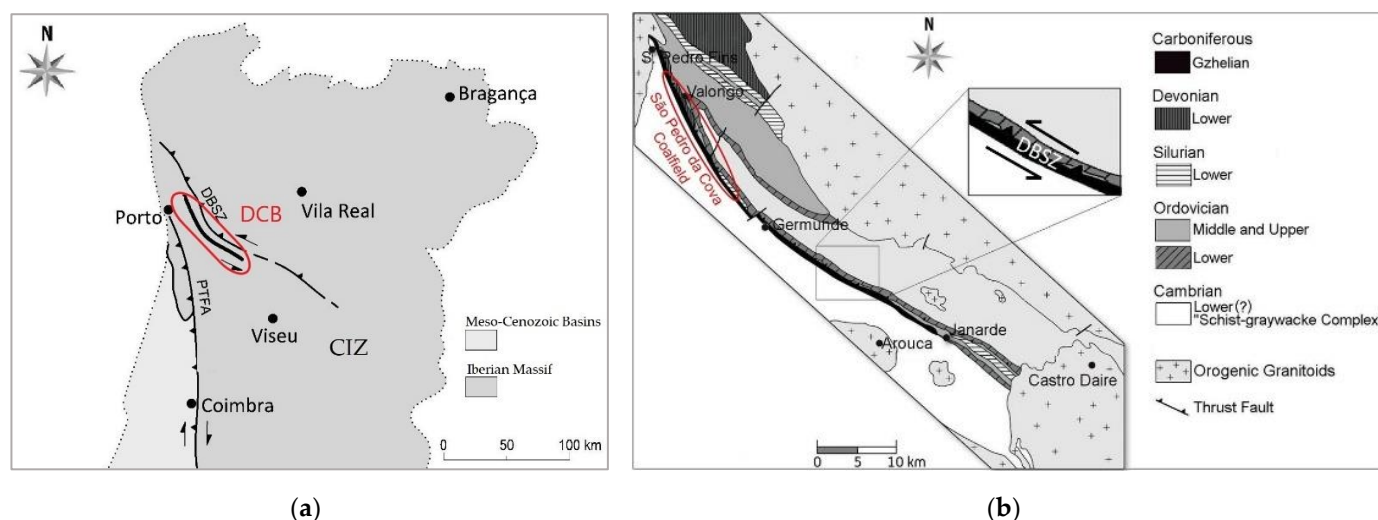 N
Bragança
DBSZ
DCB
Vila Real
Porto
PTFA
Viseu
CIZ
Meso-Cenozoic Basins
Iberian Massif
Coimbra
0 50 100 km
(a)
N
S. Pedro Fins
Valongo
São Pedro da Cova
Coalfield
DBSZ
Germunde
Janarde
Arouca
Castro Daire
0 5 10 km
Carboniferous
Gzhelian
Devonian
Lower
Silurian
Lower
Ordovician
Middle and Upper
Lower
Cambrian
Lower (?)
"Schist-graywacke Complex
Orogenic Granitoids
Thrust Fault
(b)